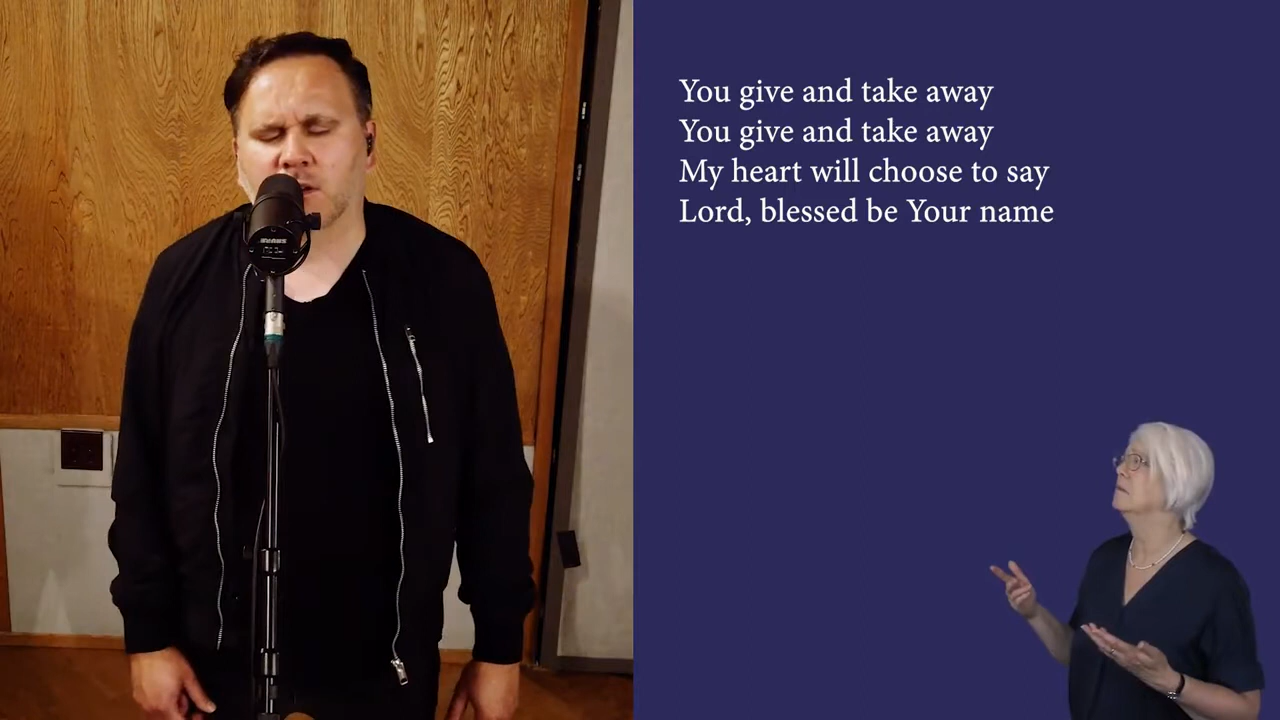 You give and take away
You give and take away
My heart will choose to say
Lord, blessed be Your name